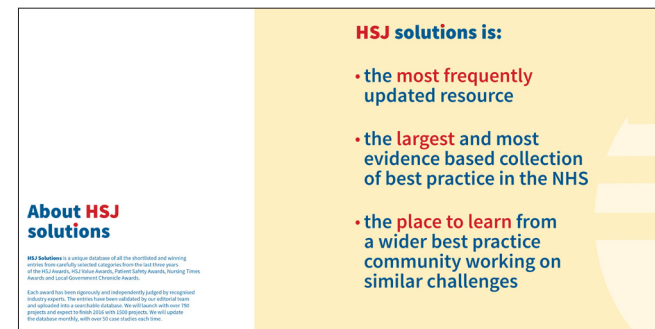 About HSJ
solutions
HSJ Solutions is a unique database of all the shortlisted and winning
entries from carefully selected categories from the last three years
of the HSJ Awards, HSJ Value Awards, Patient Safety Awards, Nursing Times
Awards and Local Government Chronicle Awards.
Each award has been rigorously and independently judged by recognised
industry experts. The entries have been validated by our editorial team
and uploaded into a searchable database. We will launch with over 750
projects and expect to finish 2016 with 1500 projects. We will update
the database monthly, with over 50 case studies each time.
HSJ solutions is:
• the most frequently
updated resource
• the largest and most
evidence based collection
of best practice in the NHS
• the place to learn from
a wider best practice
community working on
similar challenges